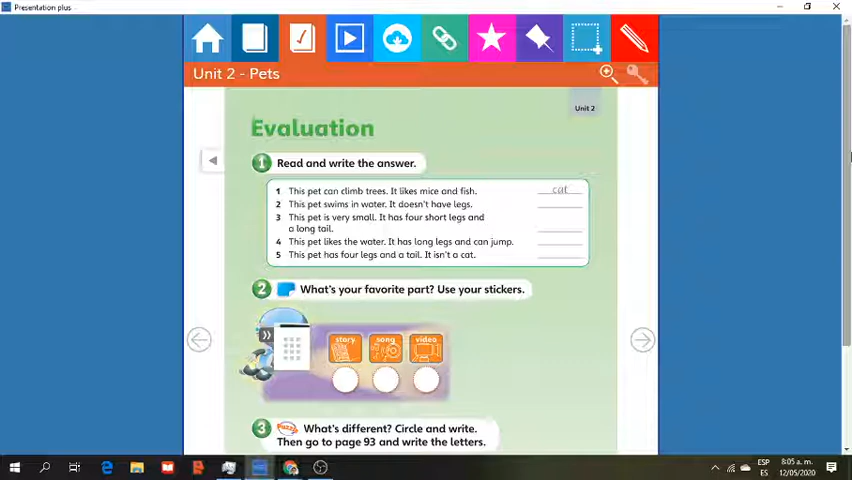 Presentation plus
Unit 2 - Pets
Unit 2
Evaluation
1 Read and write the answer.
1 This pet can climb trees. It likes mice and fish. cat
2 This pet swims in water. It doesn't have legs.
3 This pet is very small. It has four short legs and
a long tail.
4 This pet likes the water. It has long legs and can jump.
5 This pet has four legs and a tail. It isn't a cat.
2 What's your favorite part? Use your stickers.
story song video
3 Puzzle What's different? Circle and write.
Then go to page 93 and write the letters.
ESP 8:05 a. m.
ES 12/05/2020